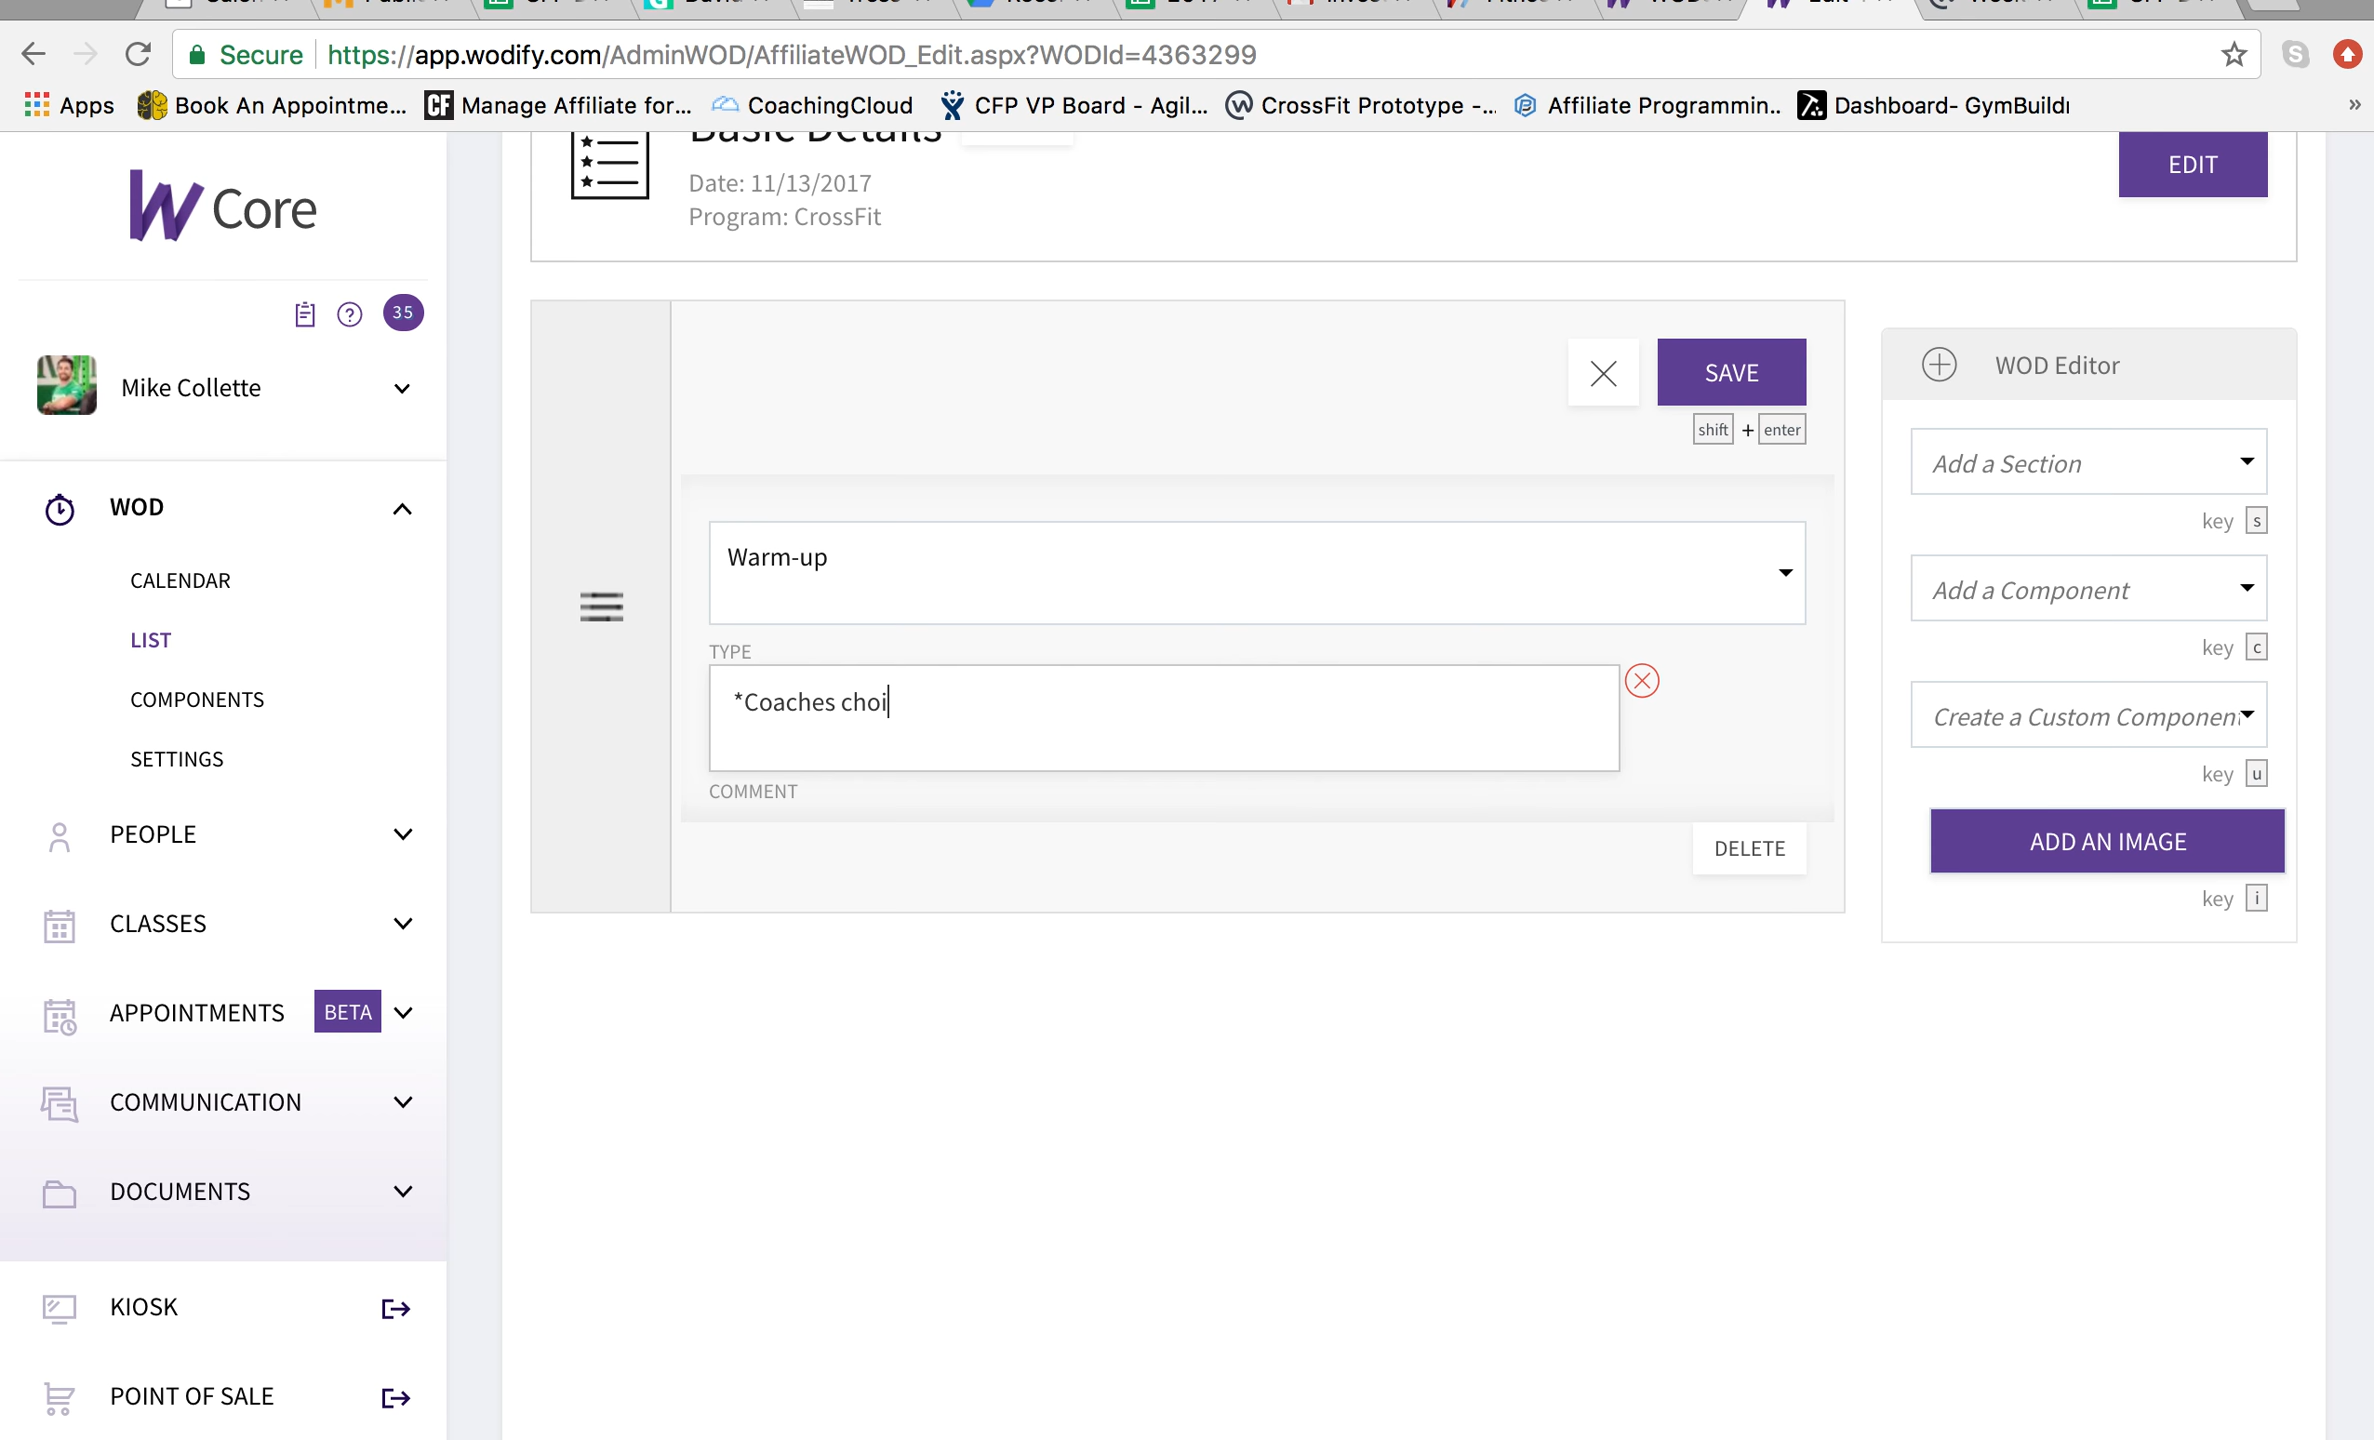 Secure https://app.wodify.com/AdminWOD/AffiliateWOD_Edit.aspx?WODId=4363299
Apps Book An Appointme... CF Manage Affiliate for... CoachingCloud CFP VP Board - Agil... CrossFit Prototype -... Affiliate Programmin... Dashboard- GymBuildr »
Basic Details
EDIT
Date: 11/13/2017
Program: CrossFit
W Core
35
Mike Collette
WOD
CALENDAR
LIST
COMPONENTS
SETTINGS
PEOPLE
CLASSES
APPOINTMENTS BETA
COMMUNICATION
DOCUMENTS
KIOSK
POINT OF SALE
SAVE
shift + enter
Warm-up
TYPE
*Coaches choi
COMMENT
DELETE
WOD Editor
Add a Section
key s
Add a Component
key c
Create a Custom Component
key u
ADD AN IMAGE
key i